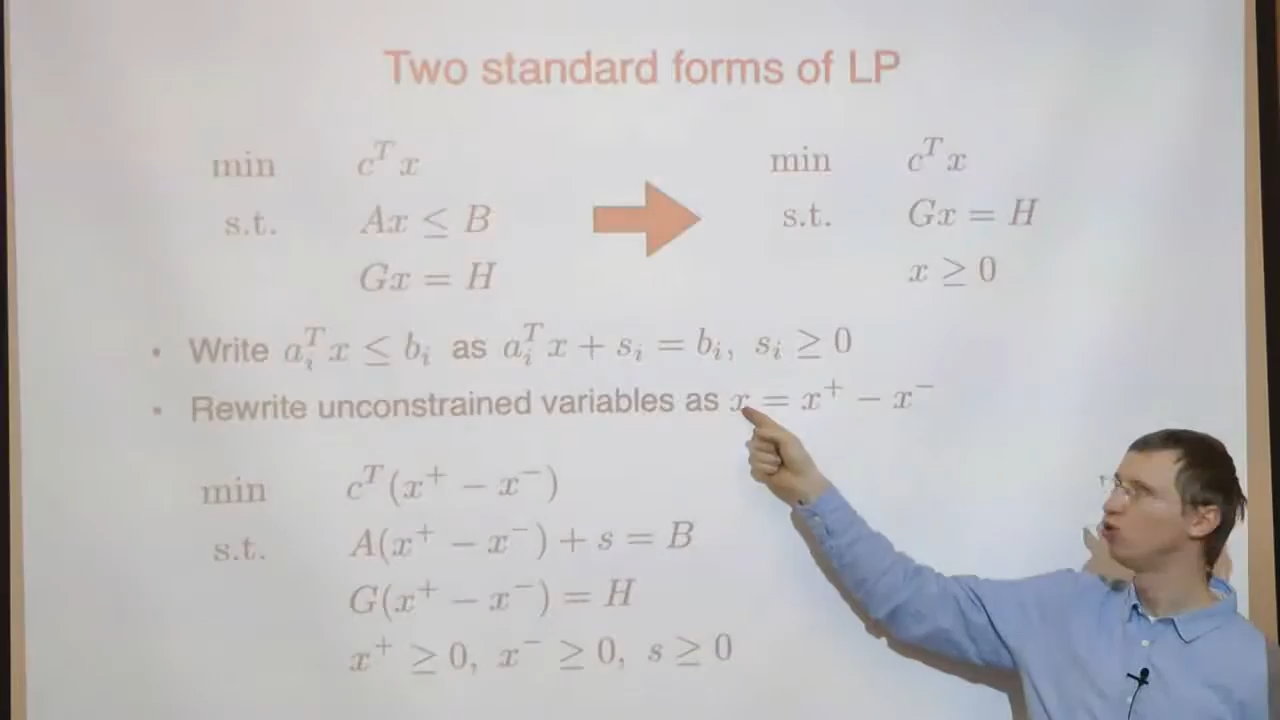 Two standard forms of LP
min c^T x
s.t. Ax ≤ B
Gx = H
min c^T x
s.t. Gx = H
x ≥ 0
• Write a_i^T x ≤ b_i as a_i^T x + s_i = b_i, s_i ≥ 0
• Rewrite unconstrained variables as x = x^+ − x^−
min c^T(x^+ − x^−)
s.t. A(x^+ − x^−) + s = B
G(x^+ − x^−) = H
x^+ ≥ 0, x^− ≥ 0, s ≥ 0